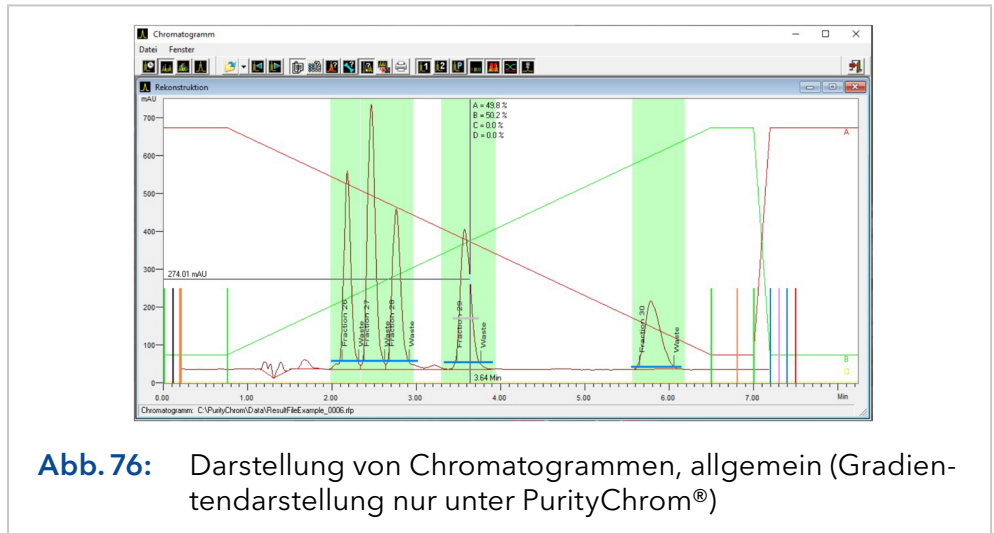 Chromatogramm
Datei Fenster
Rekonstruktion
mAU
A = 49.8 %
B = 50.2 %
C = 0.0 %
D = 0.0 %
700
600
500
400
300
274.01 mAU
200
100
0
A
B
Fraction 26
Waste
Fraction 27
Waste
Fraction 28
Waste
Fraction 29
Waste
Fraction 30
Waste
3.64 Min
0.00 1.00 2.00 3.00 4.00 5.00 6.00 7.00 Min
Chromatogramm: C:\PurityChrom\Data\ResultFileExample_0006.rfp
Abb. 76: Darstellung von Chromatogrammen, allgemein (Gradien-
tendarstellung nur unter PurityChrom®)